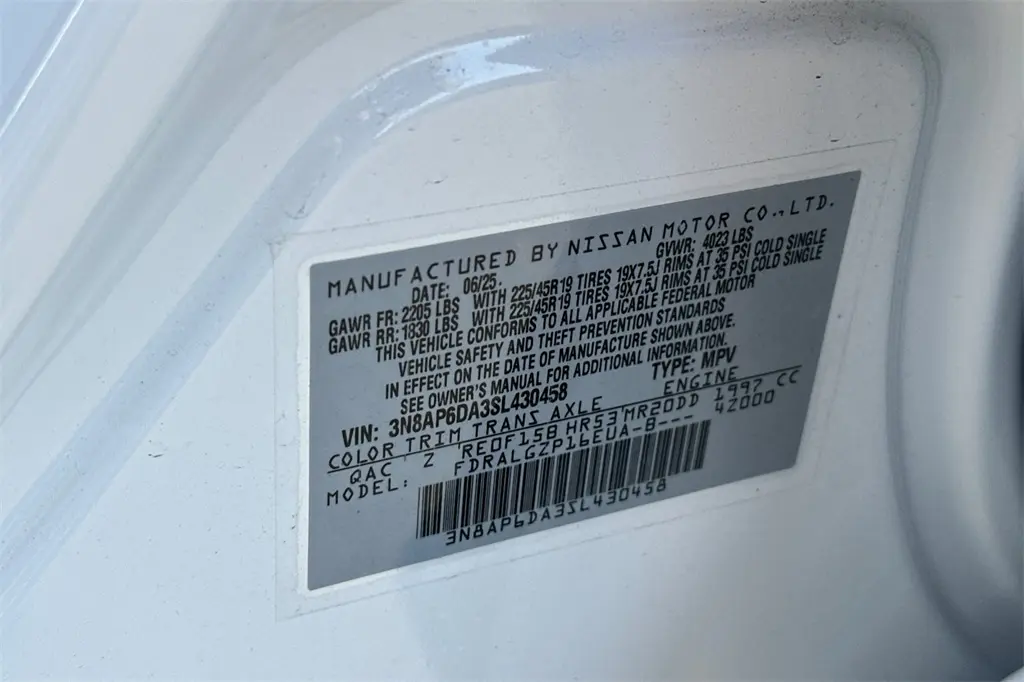 MANUFACTURED BY NISSAN MOTOR CO., LTD.
DATE: 06/25. GVWR: 4023 LBS
GAWR FR: 2205 LBS WITH 225/45R19 TIRES 19X7.5J RIMS AT 35 PSI COLD SINGLE
GAWR RR: 1830 LBS WITH 225/45R19 TIRES 19X7.5J RIMS AT 35 PSI COLD SINGLE
THIS VEHICLE CONFORMS TO ALL APPLICABLE FEDERAL MOTOR
VEHICLE SAFETY AND THEFT PREVENTION STANDARDS
IN EFFECT ON THE DATE OF MANUFACTURE SHOWN ABOVE.
SEE OWNER'S MANUAL FOR ADDITIONAL INFORMATION.
VIN: 3N8AP6DA3SL430458 TYPE: MPV
COLOR TRIM TRANS AXLE ENGINE
QAC Z RE0F15B HR53 MR20DD 1997 CC
MODEL: FDRALGZP16EUA-B--- 42000
3N8AP6DA3SL430458